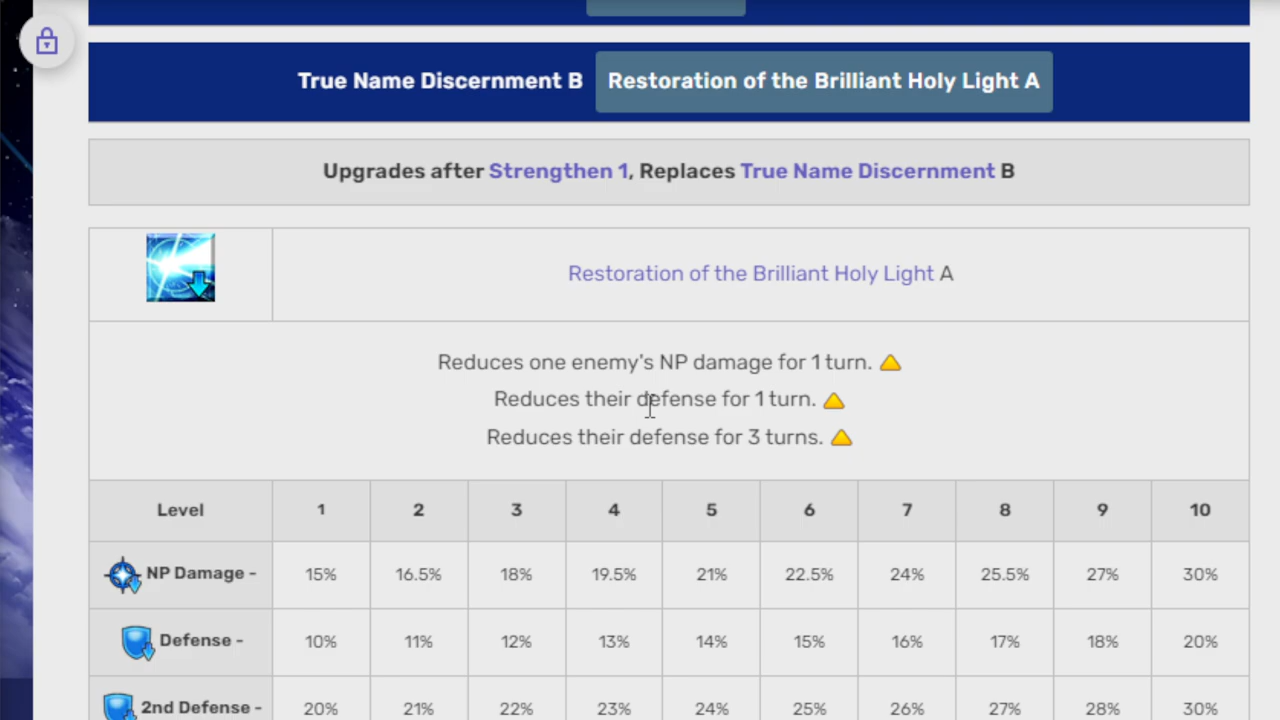 True Name Discernment B Restoration of the Brilliant Holy Light A
Upgrades after Strengthen 1, Replaces True Name Discernment B
Restoration of the Brilliant Holy Light A
Reduces one enemy's NP damage for 1 turn.
Reduces their defense for 1 turn.
Reduces their defense for 3 turns.
Level 1 2 3 4 5 6 7 8 9 10
NP Damage - 15% 16.5% 18% 19.5% 21% 22.5% 24% 25.5% 27% 30%
Defense - 10% 11% 12% 13% 14% 15% 16% 17% 18% 20%
2nd Defense - 20% 21% 22% 23% 24% 25% 26% 27% 28% 30%